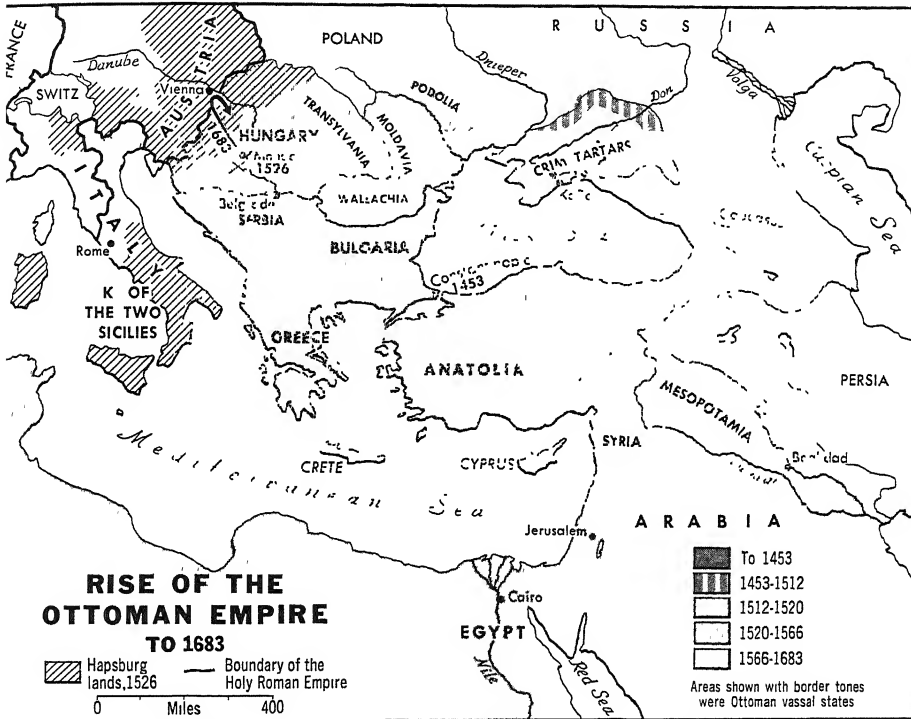 RUSSIA
FRANCE
POLAND
Danube
Dnieper
Don
Volga
SWITZ
AUSTRIA
Vienna
PODOLIA
TRANSYLVANIA
MOLDAVIA
HUNGARY
1683
1526
CRIM TARTARS
Caspian Sea
WALLACHIA
SERBIA
ITALY
Rome
BULGARIA
1453
K OF
THE TWO
SICILIES
GREECE
ANATOLIA
PERSIA
MESOPOTAMIA
Mediterranean Sea
CRETE
CYPRUS
SYRIA
Jerusalem
ARABIA
Cairo
EGYPT
Nile
Red Sea
RISE OF THE
OTTOMAN EMPIRE
TO 1683
Hapsburg
lands, 1526
Boundary of the
Holy Roman Empire
0 Miles 400
To 1453
1453-1512
1512-1520
1520-1566
1566-1683
Areas shown with border tones
were Ottoman vassal states